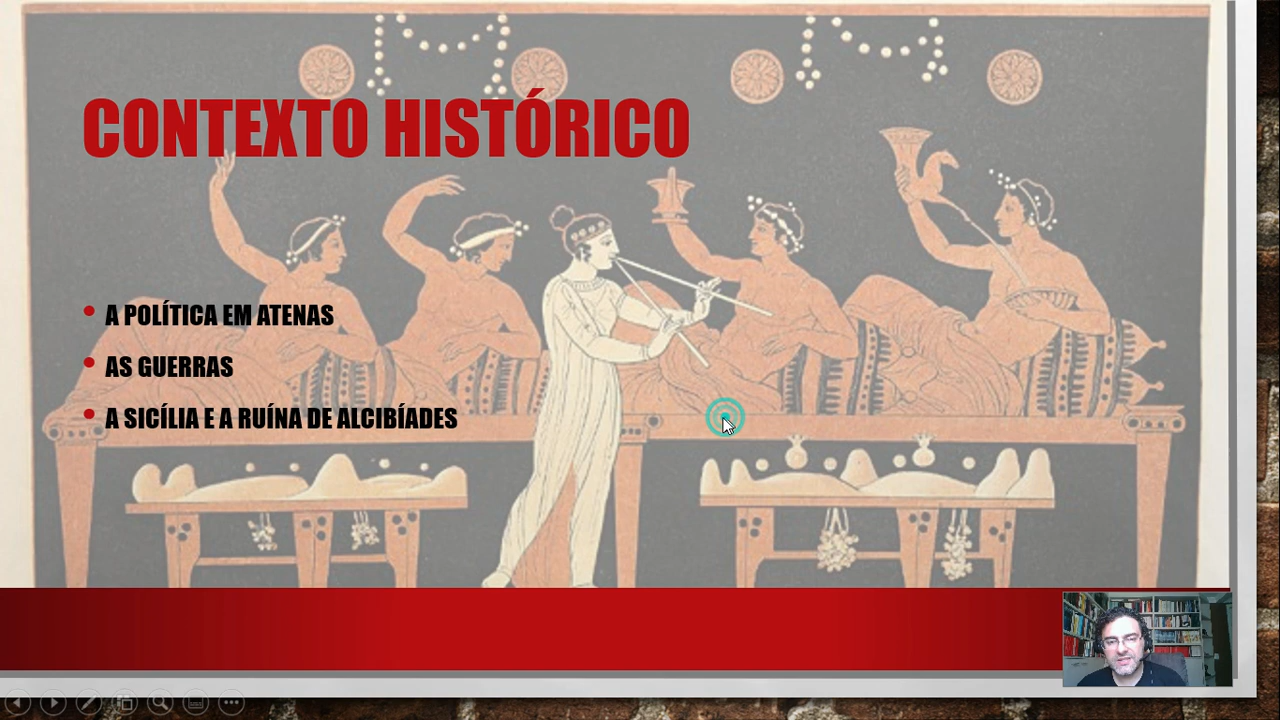 CONTEXTO HISTÓRICO
• A POLÍTICA EM ATENAS
• AS GUERRAS
• A SICÍLIA E A RUÍNA DE ALCIBÍADES